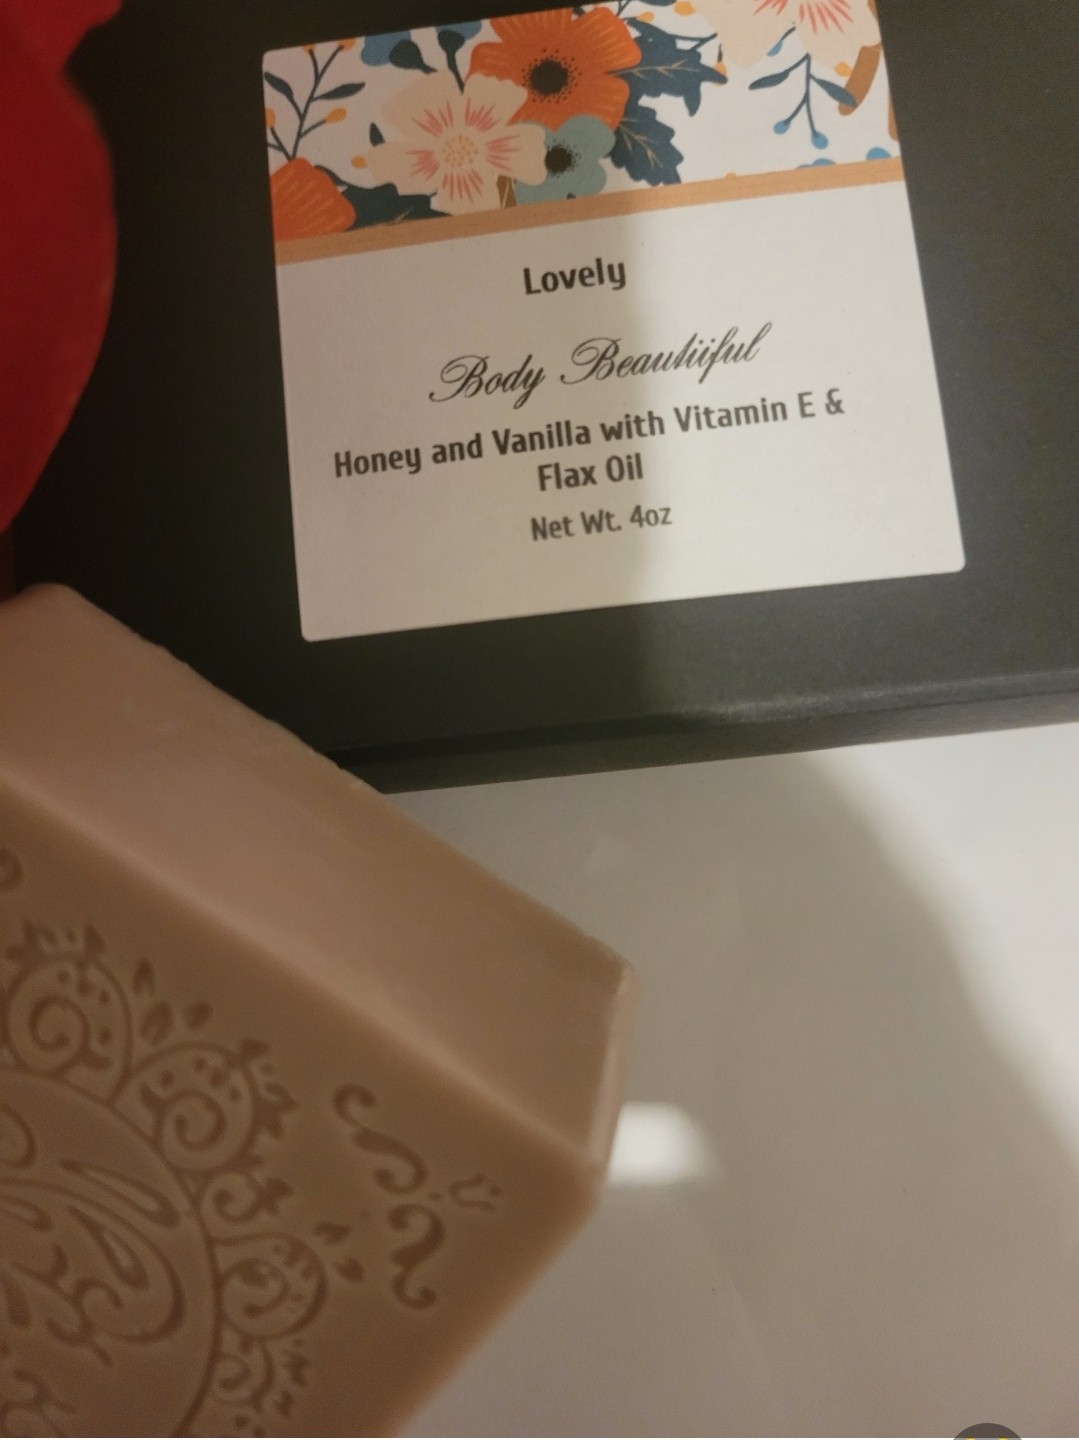 Lovely
Body Beautiiful
Honey and Vanilla with Vitamin E &
Flax Oil
Net Wt. 4oz